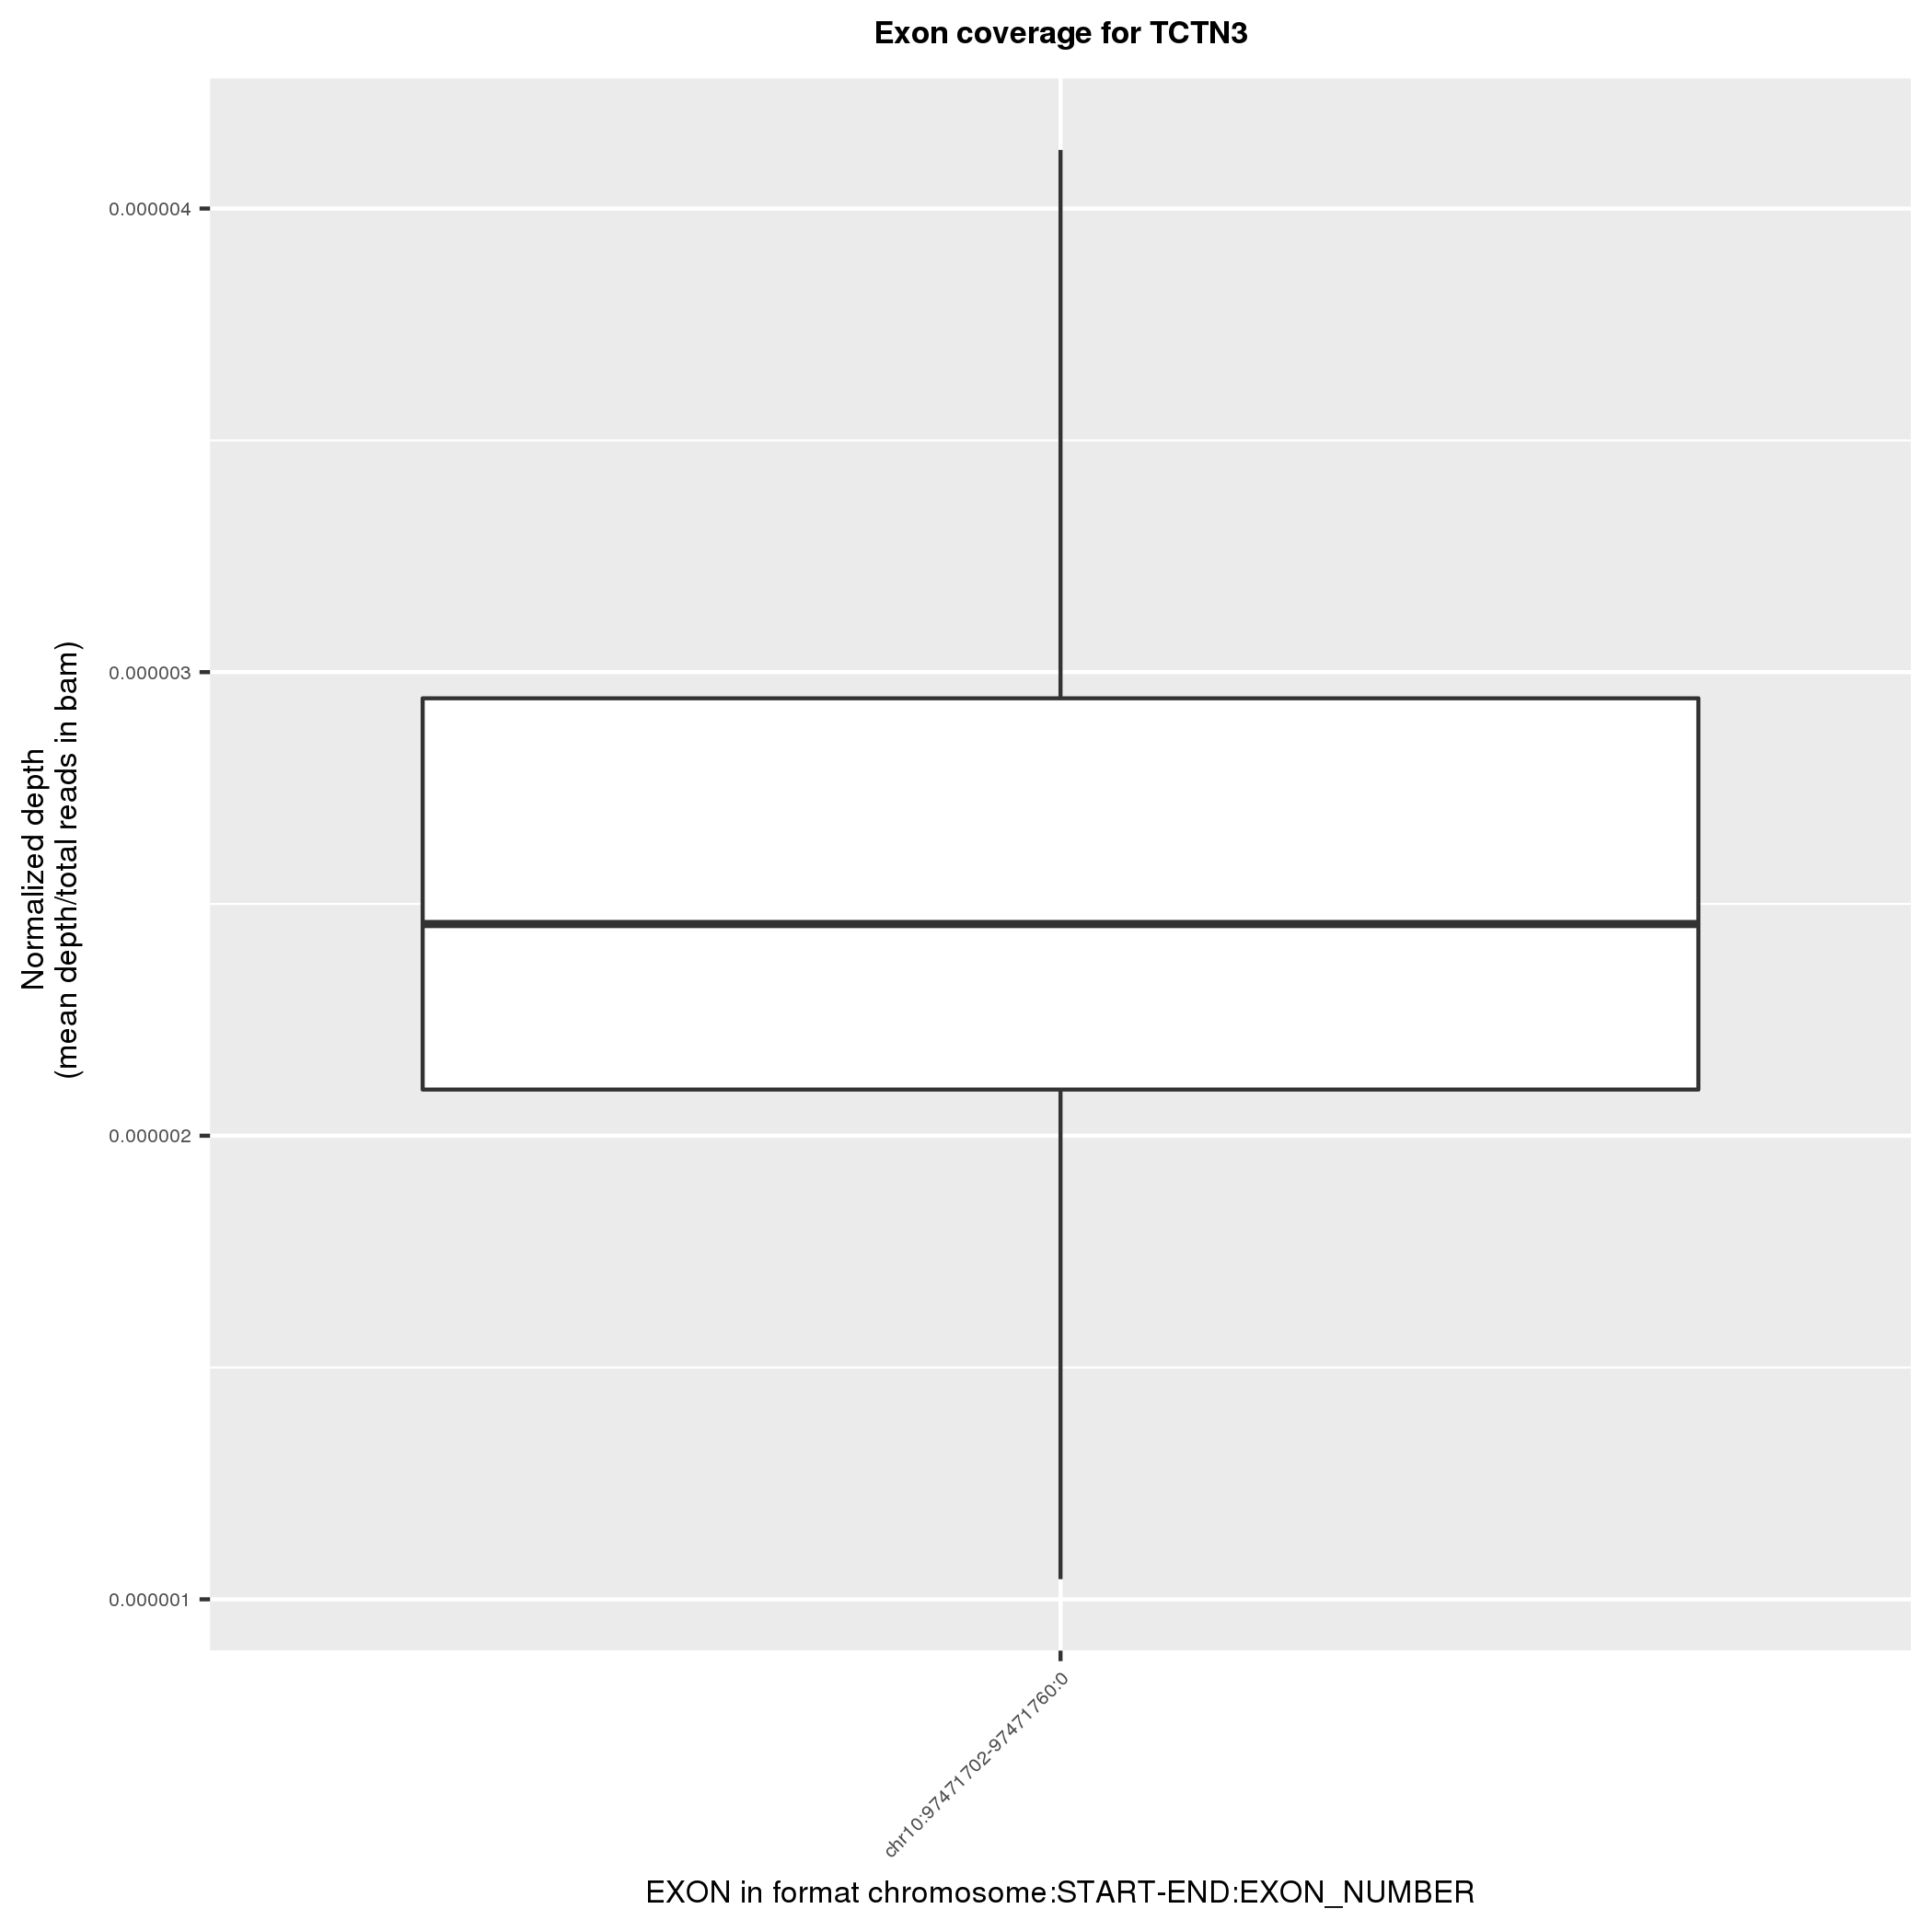 Exon coverage for TCTN3
Normalized depth
(mean depth/total reads in bam)
0.000004
0.000003
0.000002
0.000001
chr10:97471702-97471760:0
EXON in format chromosome:START-END:EXON_NUMBER